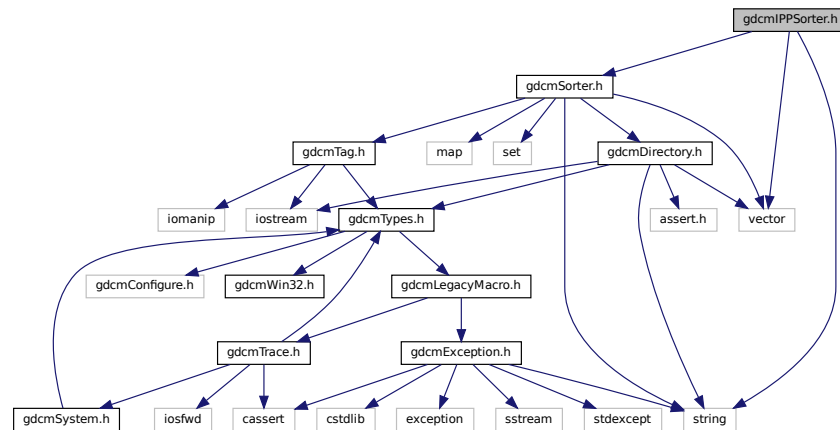 gdcmIPPSorter.h
gdcmSorter.h
gdcmTag.h
map
set
gdcmDirectory.h
iomanip
iostream
gdcmTypes.h
assert.h
vector
gdcmConfigure.h
gdcmWin32.h
gdcmLegacyMacro.h
gdcmTrace.h
gdcmException.h
gdcmSystem.h
iosfwd
cassert
cstdlib
exception
sstream
stdexcept
string